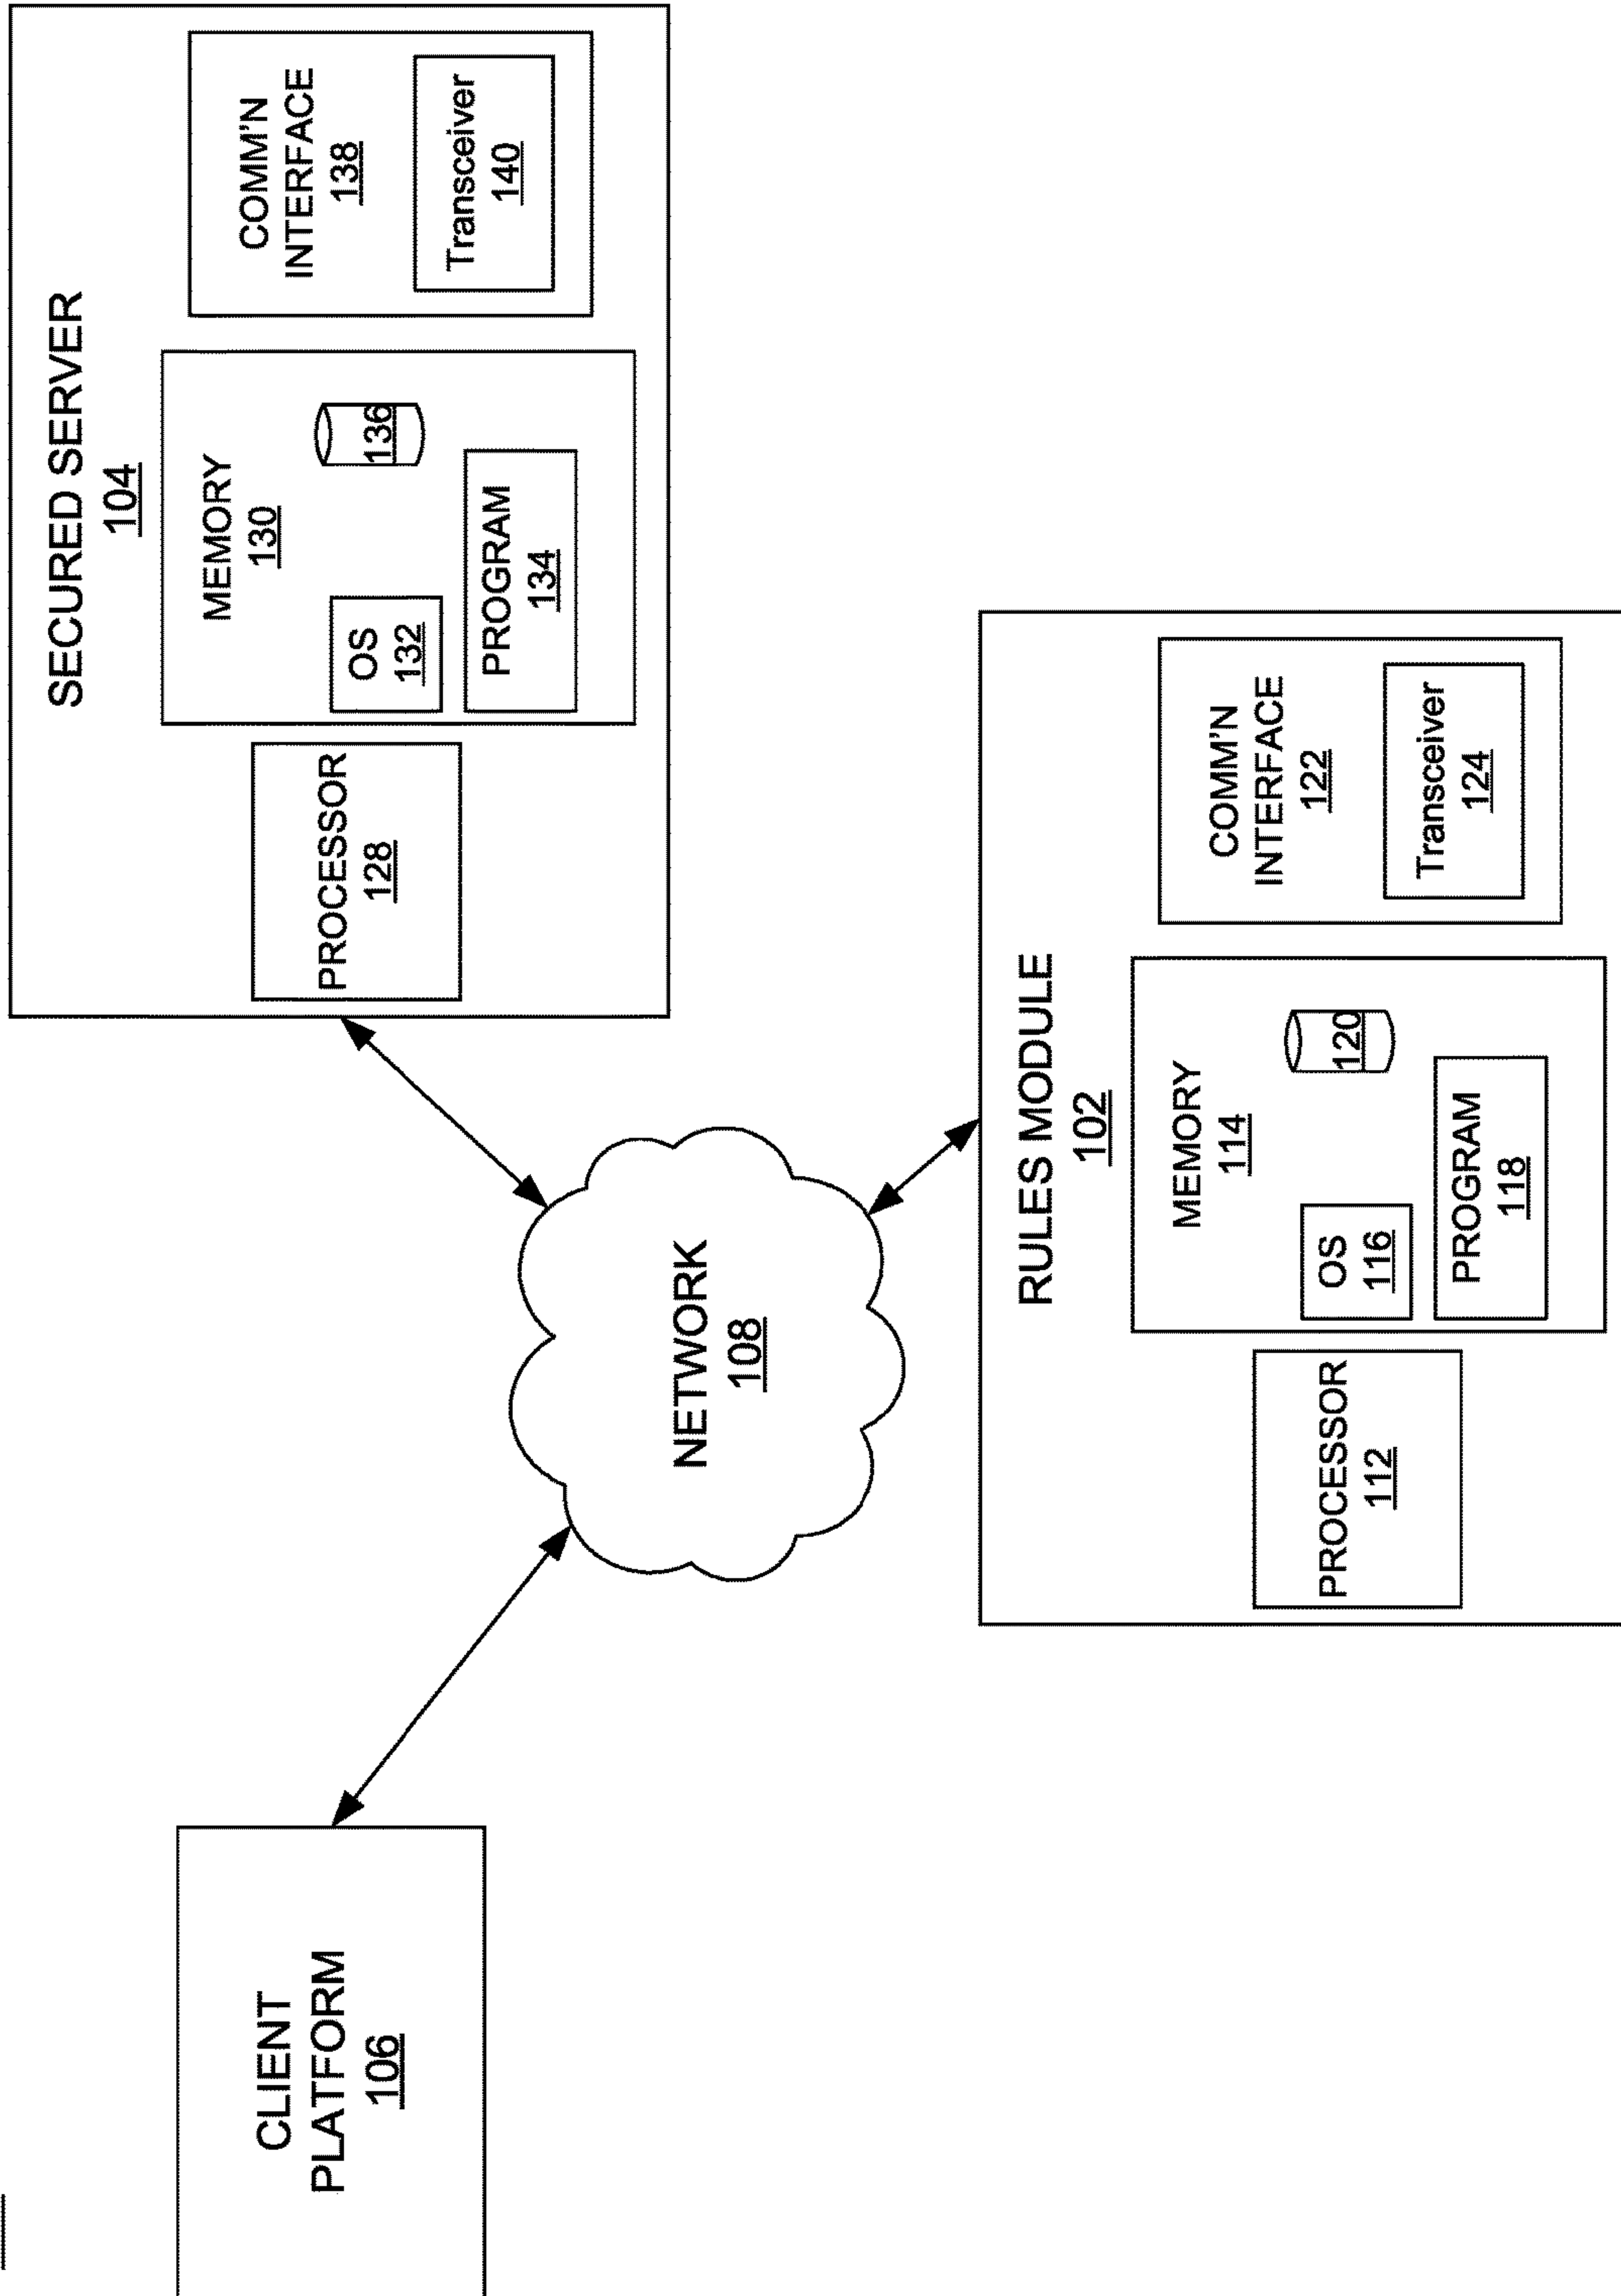 CLIENT
PLATFORM
106
NETWORK
108
SECURED SERVER
104
PROCESSOR
128
MEMORY
130
OS
132
136
PROGRAM
134
COMM'N
INTERFACE
138
Transceiver
140
RULES MODULE
102
PROCESSOR
112
MEMORY
114
OS
116
120
PROGRAM
118
COMM'N
INTERFACE
122
Transceiver
124